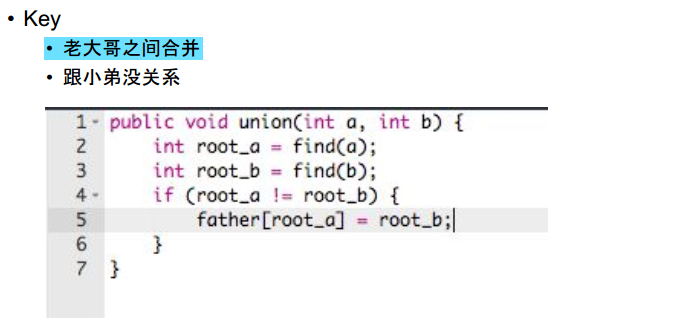 • Key
• 老大哥之间合并
• 跟小弟没关系
1 public void union(int a, int b) {
2 int root_a = find(a);
3 int root_b = find(b);
4 if (root_a != root_b) {
5 father[root_a] = root_b;
6 }
7 }